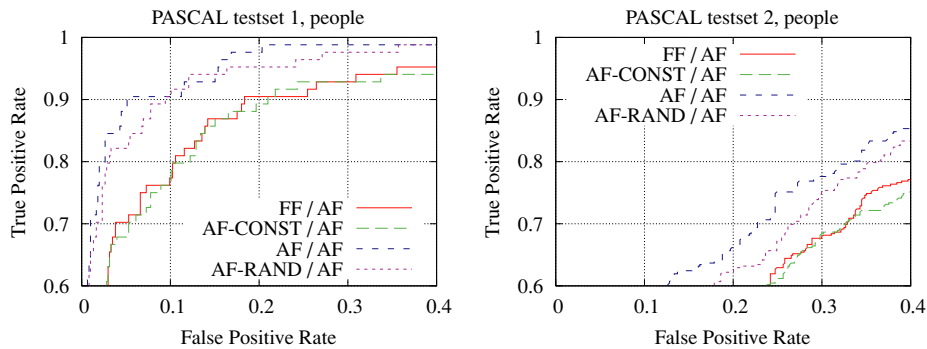 PASCAL testset 1, people
True Positive Rate
1
0.9
0.8
0.7
0.6
FF / AF
AF-CONST / AF
AF / AF
AF-RAND / AF
0
0.1
0.2
0.3
0.4
False Positive Rate
PASCAL testset 2, people
True Positive Rate
1
0.9
0.8
0.7
0.6
FF / AF
AF-CONST / AF
AF / AF
AF-RAND / AF
0
0.1
0.2
0.3
0.4
False Positive Rate